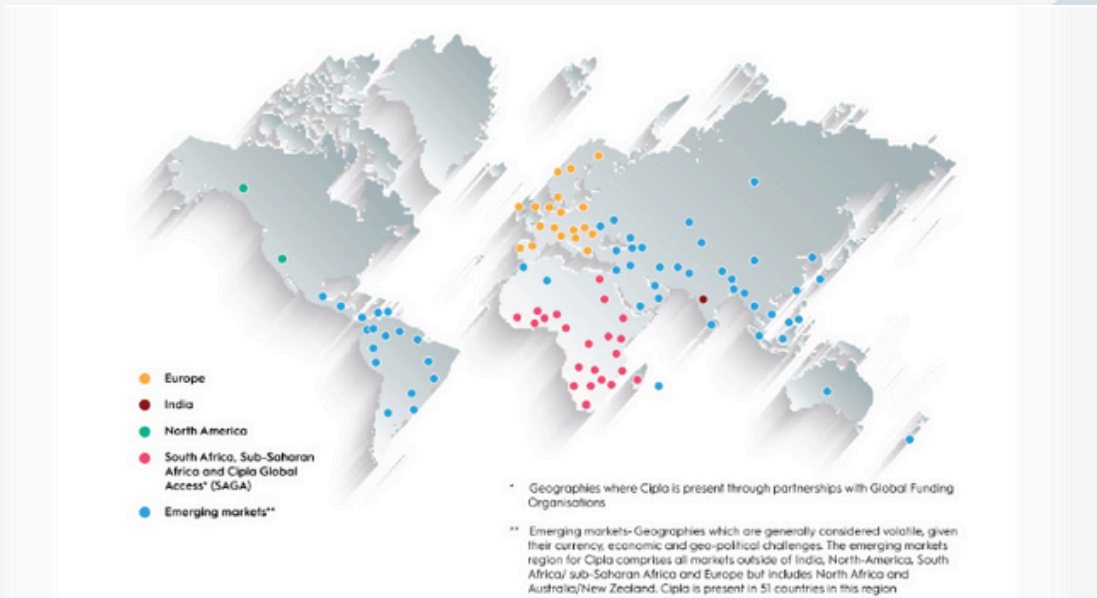 Europe
India
North America
South Africa, Sub-Saharan
Africa and Cipla Global
Access* (SAGA)
Emerging markets**
* Geographies where Cipla is present through partnerships with Global Funding
Organisations
** Emerging markets- Geographies which are generally considered volatile, given
their currency, economic and geo-political challenges. The emerging markets
region for Cipla comprises all markets outside of India, North-America, South
Africa/ sub-Saharan Africa and Europe but includes North Africa and
Australia/New Zealand. Cipla is present in 51 countries in this region